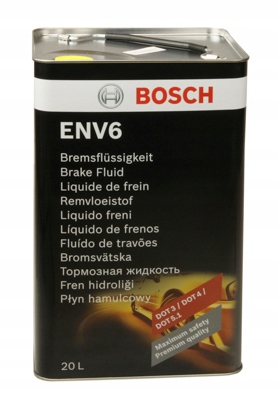 BOSCH
ENV6
Bremsflüssigkeit
Brake Fluid
Liquide de frein
Remvloeistof
Liquido freni
Líquido de frenos
Fluído de travões
Bromsvätska
Тормозная жидкость
Fren hidroliği
Płyn hamulcowy
DOT 3 / DOT 4 /
DOT 5.1
Maximum safety
Premium quality
20 L